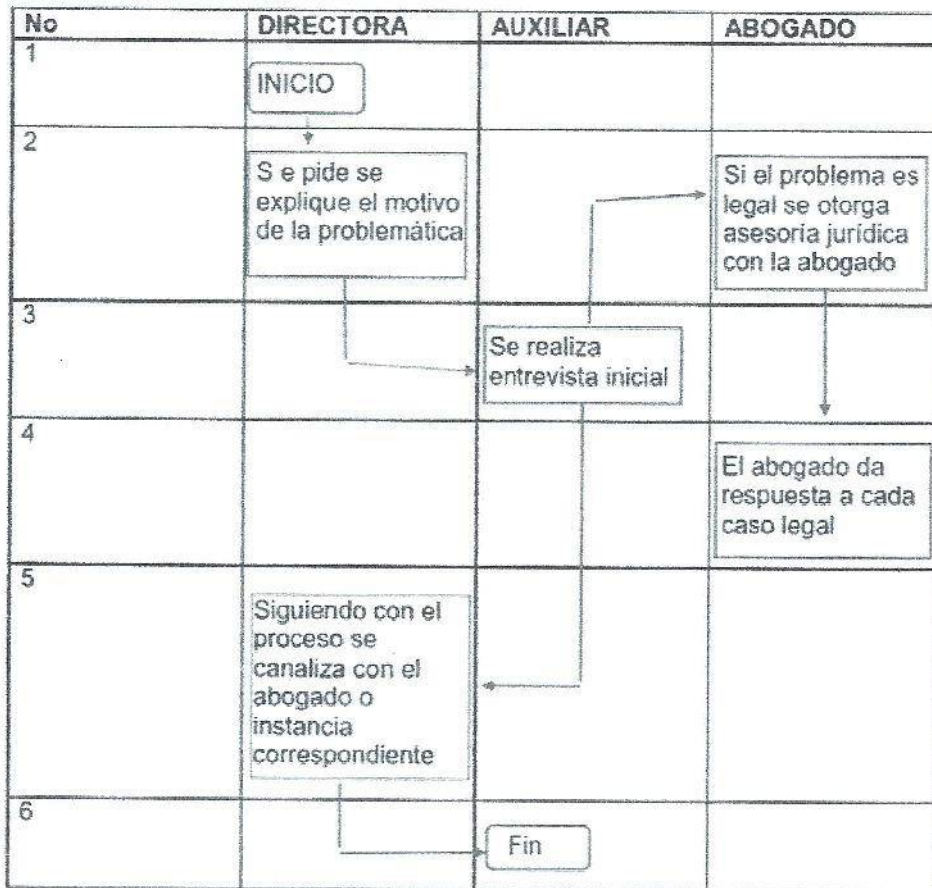 No DIRECTORA AUXILIAR ABOGADO
1
INICIO
2
S e pide se
explique el motivo
de la problemática
Si el problema es
legal se otorga
asesoría jurídica
con la abogado
3
Se realiza
entrevista inicial
4
El abogado da
respuesta a cada
caso legal
5
Siguiendo con el
proceso se
canaliza con el
abogado o
instancia
correspondiente
6
Fin